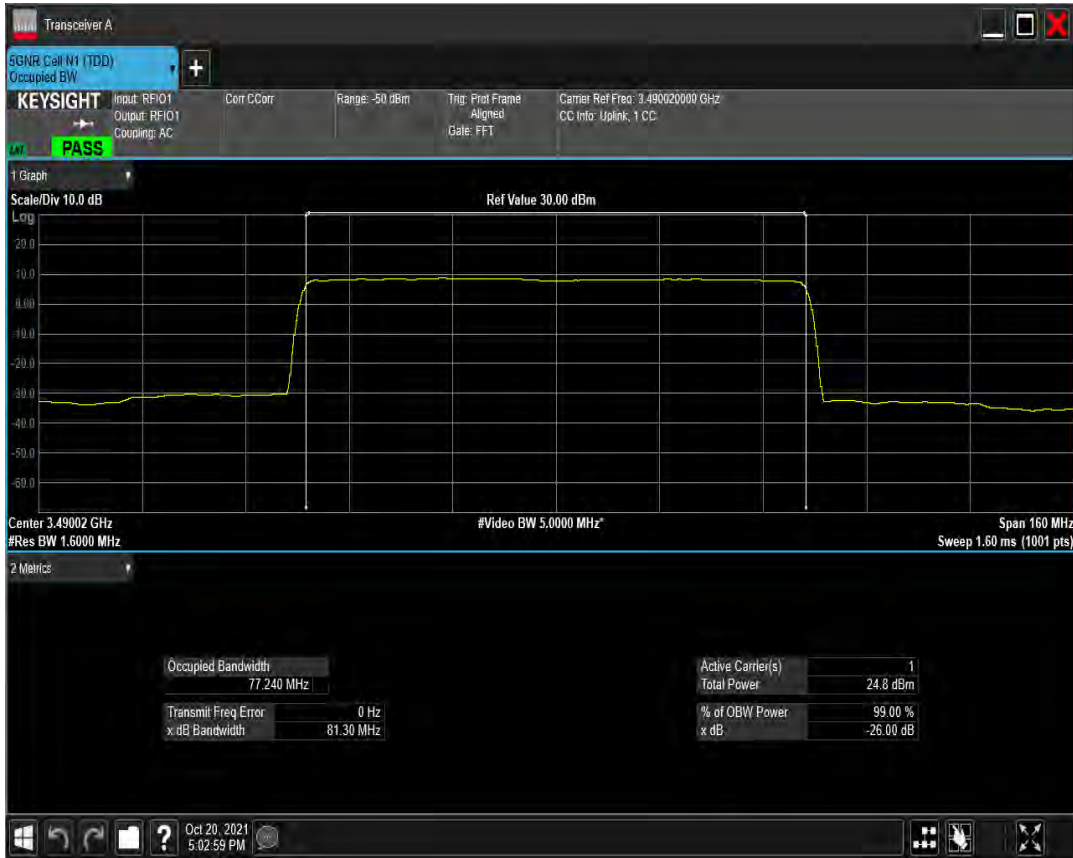 Transceiver A
5GNR Cell N1 (TDD)
Occupied BW
+
KEYSIGHT
Input: RFIO1
Output: RFIO1
Coupling: AC
Corr CCorr
Range: -50 dBm
Trig: Prot Frame
Aligned
Gate: FFT
Carrier Ref Freq: 3.490020000 GHz
CC Info: Uplink, 1 CC
PASS
1 Graph
Scale/Div 10.0 dB
Ref Value 30.00 dBm
Log
20.0
10.0
0.00
-10.0
-20.0
-30.0
-40.0
-50.0
-60.0
Center 3.49002 GHz
#Video BW 5.0000 MHz*
Span 160 MHz
#Res BW 1.6000 MHz
Sweep 1.60 ms (1001 pts)
2 Metrics
Occupied Bandwidth
77.240 MHz
Transmit Freq Error 0 Hz
x dB Bandwidth 81.30 MHz
Active Carrier(s) 1
Total Power 24.8 dBm
% of OBW Power 99.00 %
x dB -26.00 dB
?
Oct 20, 2021
5:02:59 PM